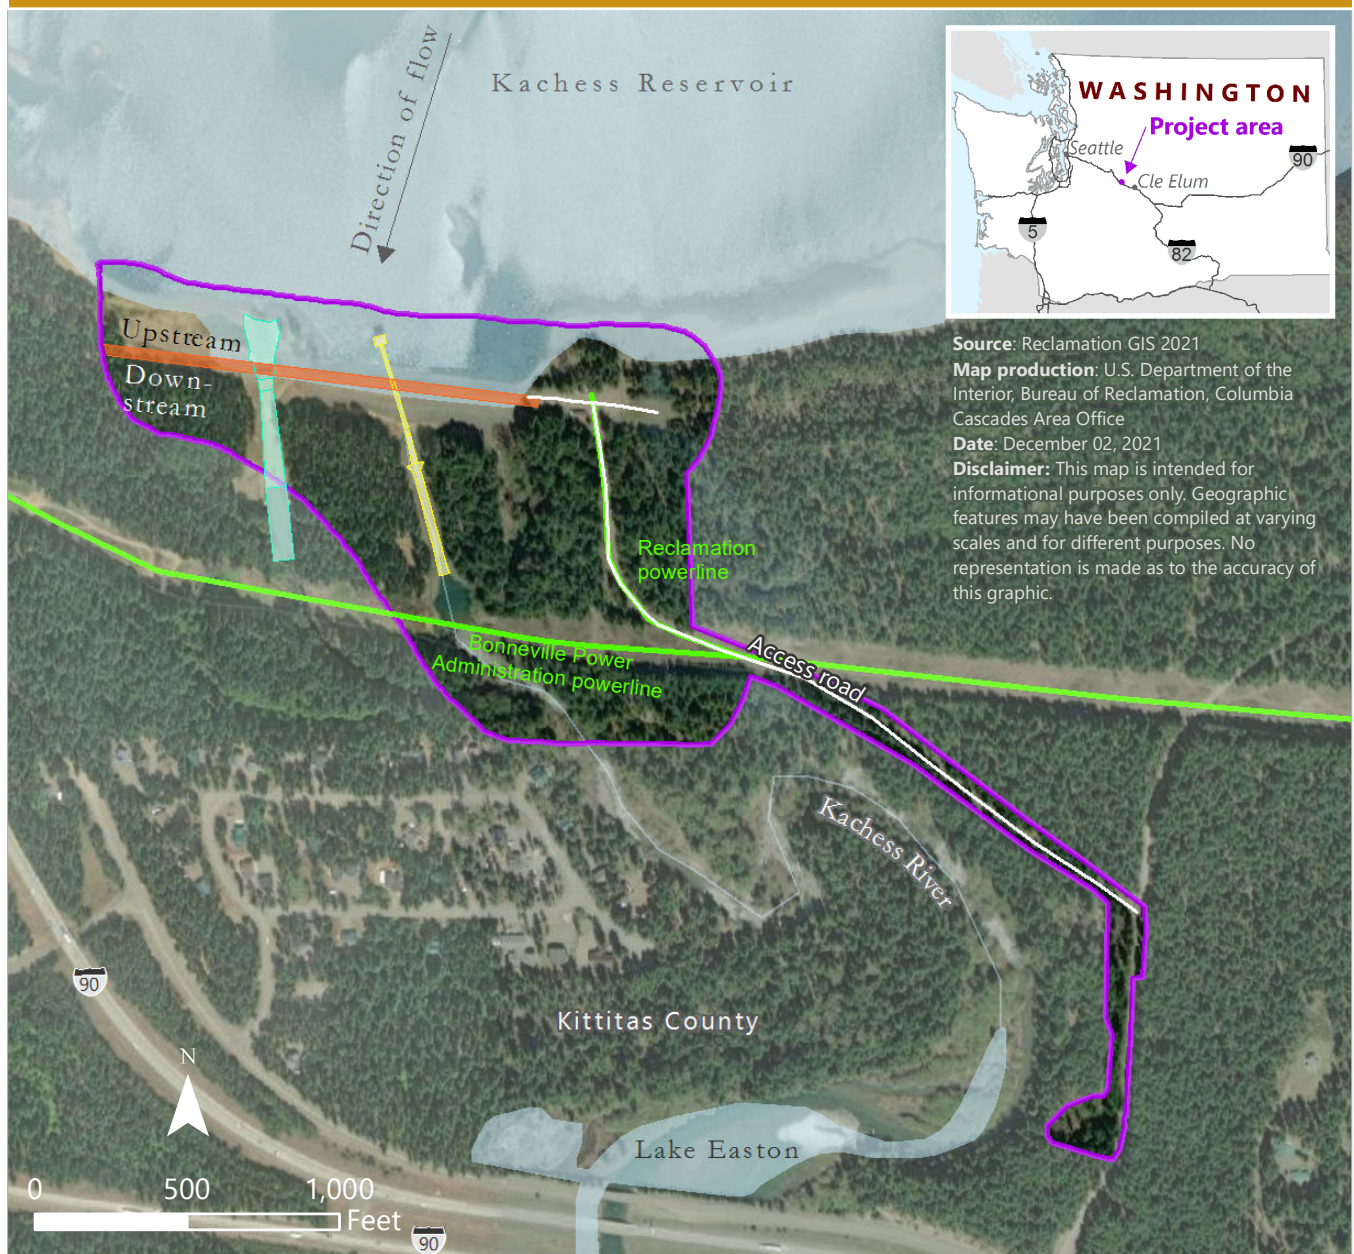 Kachess Reservoir
Direction of flow
WASHINGTON
Project area
Seattle
Cle Elum
90
5
82
Upstream
Down-
stream
Source: Reclamation GIS 2021
Map production: U.S. Department of the
Interior, Bureau of Reclamation, Columbia
Cascades Area Office
Date: December 02, 2021
Disclaimer: This map is intended for
informational purposes only. Geographic
features may have been compiled at varying
scales and for different purposes. No
representation is made as to the accuracy of
this graphic.
Reclamation
powerline
Bonneville Power
Administration powerline
Access road
Kachess River
90
Kittitas County
N
Lake Easton
0 500 1,000
Feet
90